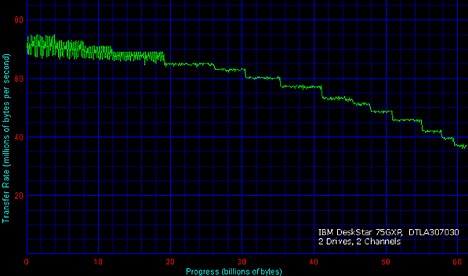 Transfer Rate (millions of bytes per second)
80
60
40
20
IBM DeskStar 75GXP, DTLA307030
2 Drives, 2 Channels
0
10
20
30
40
50
60
Progress (billions of bytes)